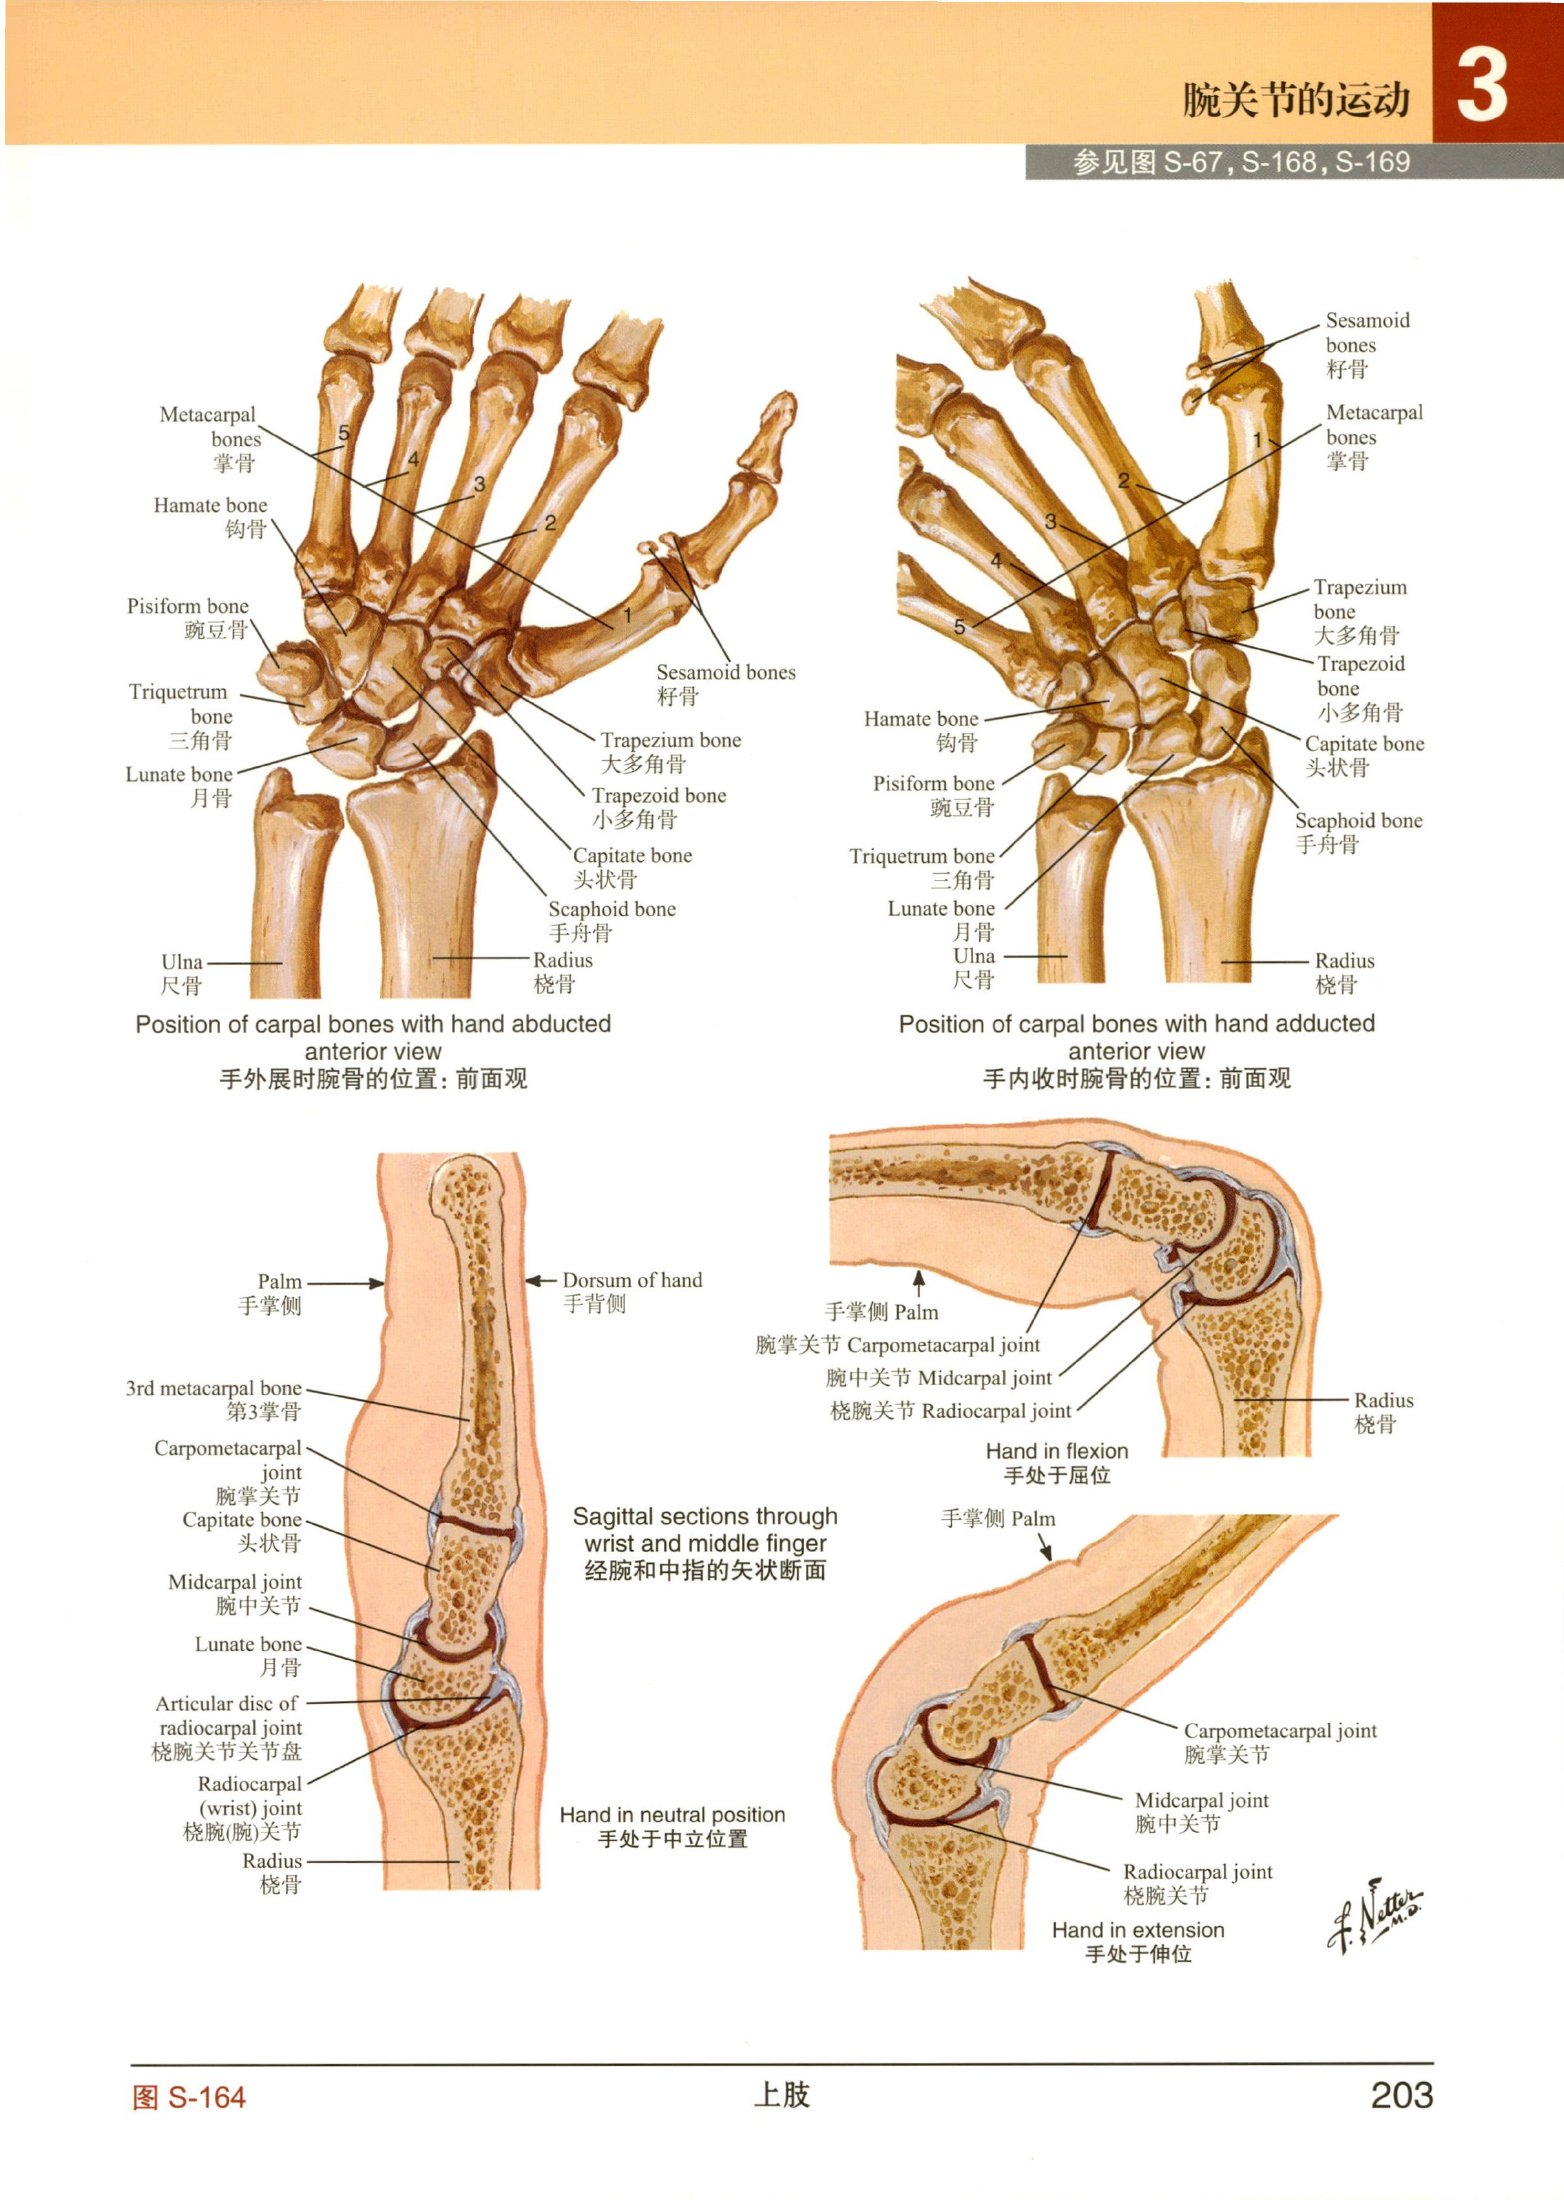 腕关节的运动
3
参见图 S-67, S-168, S-169
Metacarpal
bones
掌骨
Hamate bone
钩骨
Pisiform bone
豌豆骨
Triquetrum
bone
三角骨
Lunate bone
月骨
Ulna
尺骨
5
4
3
2
1
Sesamoid bones
籽骨
Trapezium bone
大多角骨
Trapezoid bone
小多角骨
Capitate bone
头状骨
Scaphoid bone
手舟骨
Radius
桡骨
Position of carpal bones with hand abducted
anterior view
手外展时腕骨的位置: 前面观
Sesamoid
bones
籽骨
Metacarpal
bones
掌骨
1
2
3
4
5
Trapezium
bone
大多角骨
Trapezoid
bone
小多角骨
Capitate bone
头状骨
Scaphoid bone
手舟骨
Radius
桡骨
Hamate bone
钩骨
Pisiform bone
豌豆骨
Triquetrum bone
三角骨
Lunate bone
月骨
Ulna
尺骨
Position of carpal bones with hand adducted
anterior view
手内收时腕骨的位置: 前面观
Palm
手掌侧
Dorsum of hand
手背侧
3rd metacarpal bone
第3掌骨
Carpometacarpal
joint
腕掌关节
Capitate bone
头状骨
Midcarpal joint
腕中关节
Lunate bone
月骨
Articular disc of
radiocarpal joint
桡腕关节关节盘
Radiocarpal
(wrist) joint
桡腕(腕)关节
Radius
桡骨
Sagittal sections through
wrist and middle finger
经腕和中指的矢状断面
Hand in neutral position
手处于中立位置
手掌侧 Palm
腕掌关节 Carpometacarpal joint
腕中关节 Midcarpal joint
桡腕关节 Radiocarpal joint
Radius
桡骨
Hand in flexion
手处于屈位
手掌侧 Palm
Carpometacarpal joint
腕掌关节
Midcarpal joint
腕中关节
Radiocarpal joint
桡腕关节
Hand in extension
手处于伸位
F. Netter
M.D.
图 S-164
上肢
203